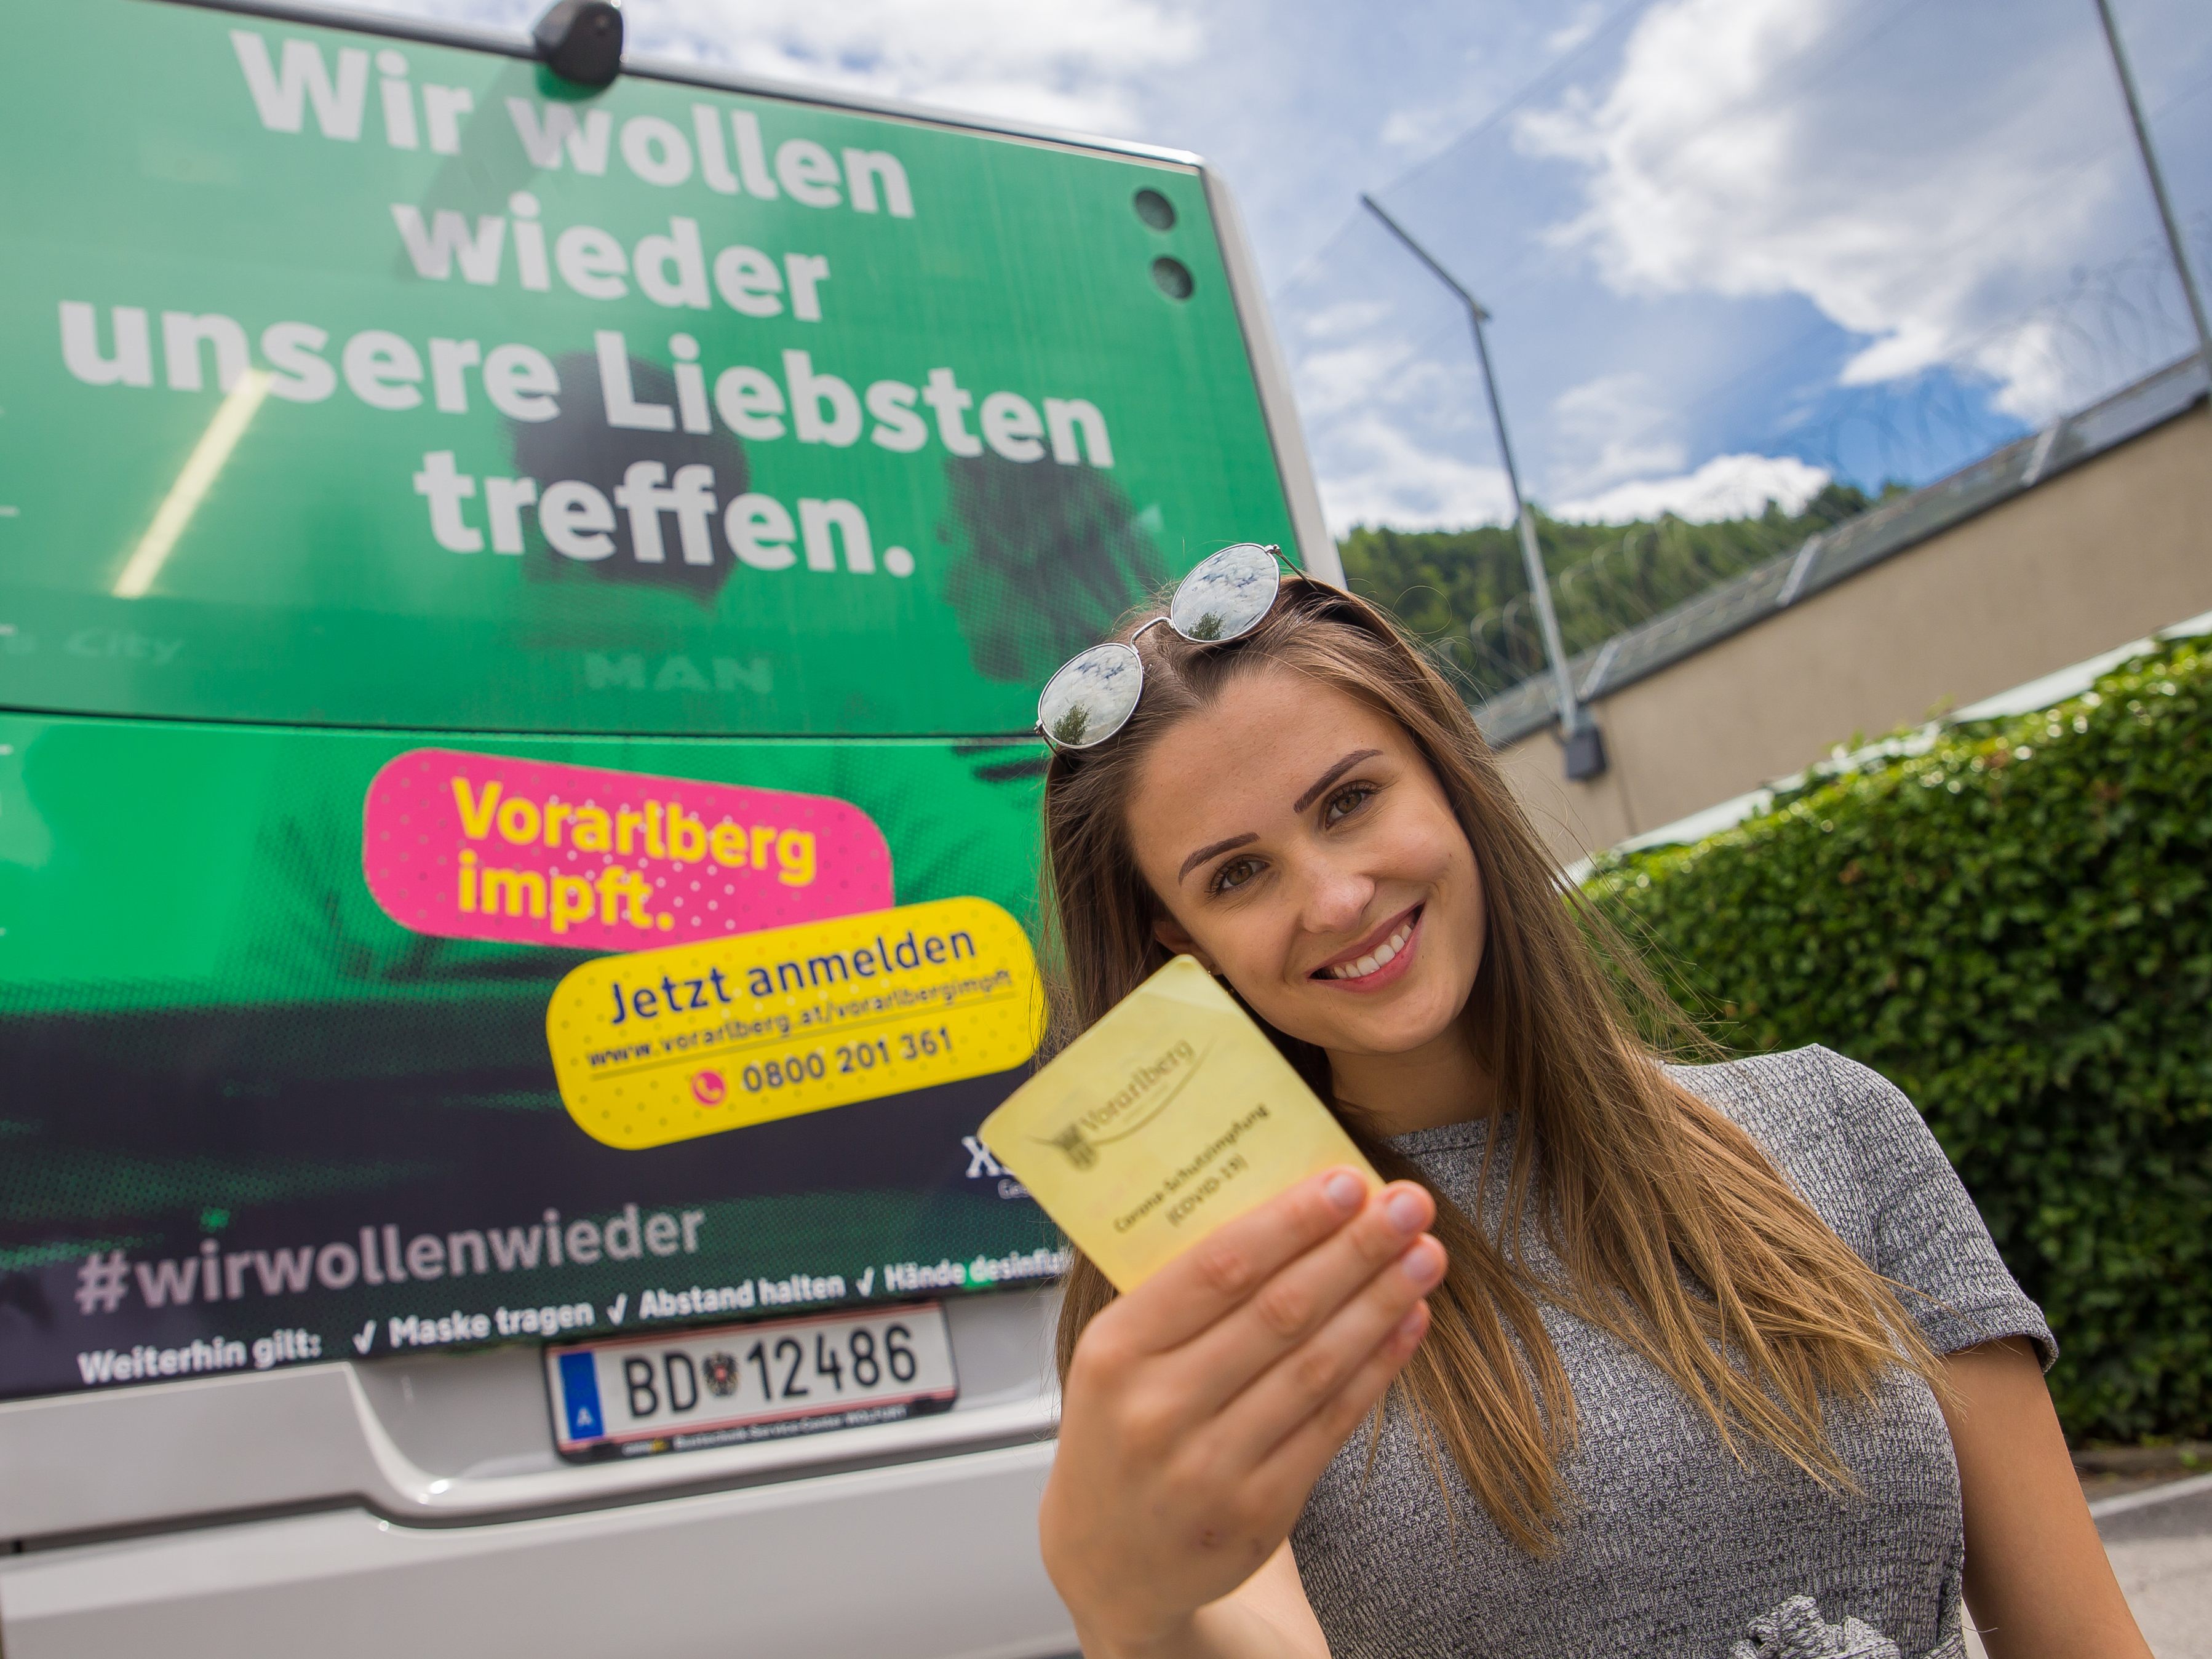 Wir wollen
wieder
unsere Liebsten
treffen.
City
MAN
Vorarlberg
impft.
Jetzt anmelden
www.vorarlberg.at/vorarlbergimpft
0800 201 361
#wirwollenwieder
Weiterhin gilt: √ Maske tragen √ Abstand halten √ Hände
A BD 12486
Vorarlberg
Corona-Schutzimpfung
(COVID-19)